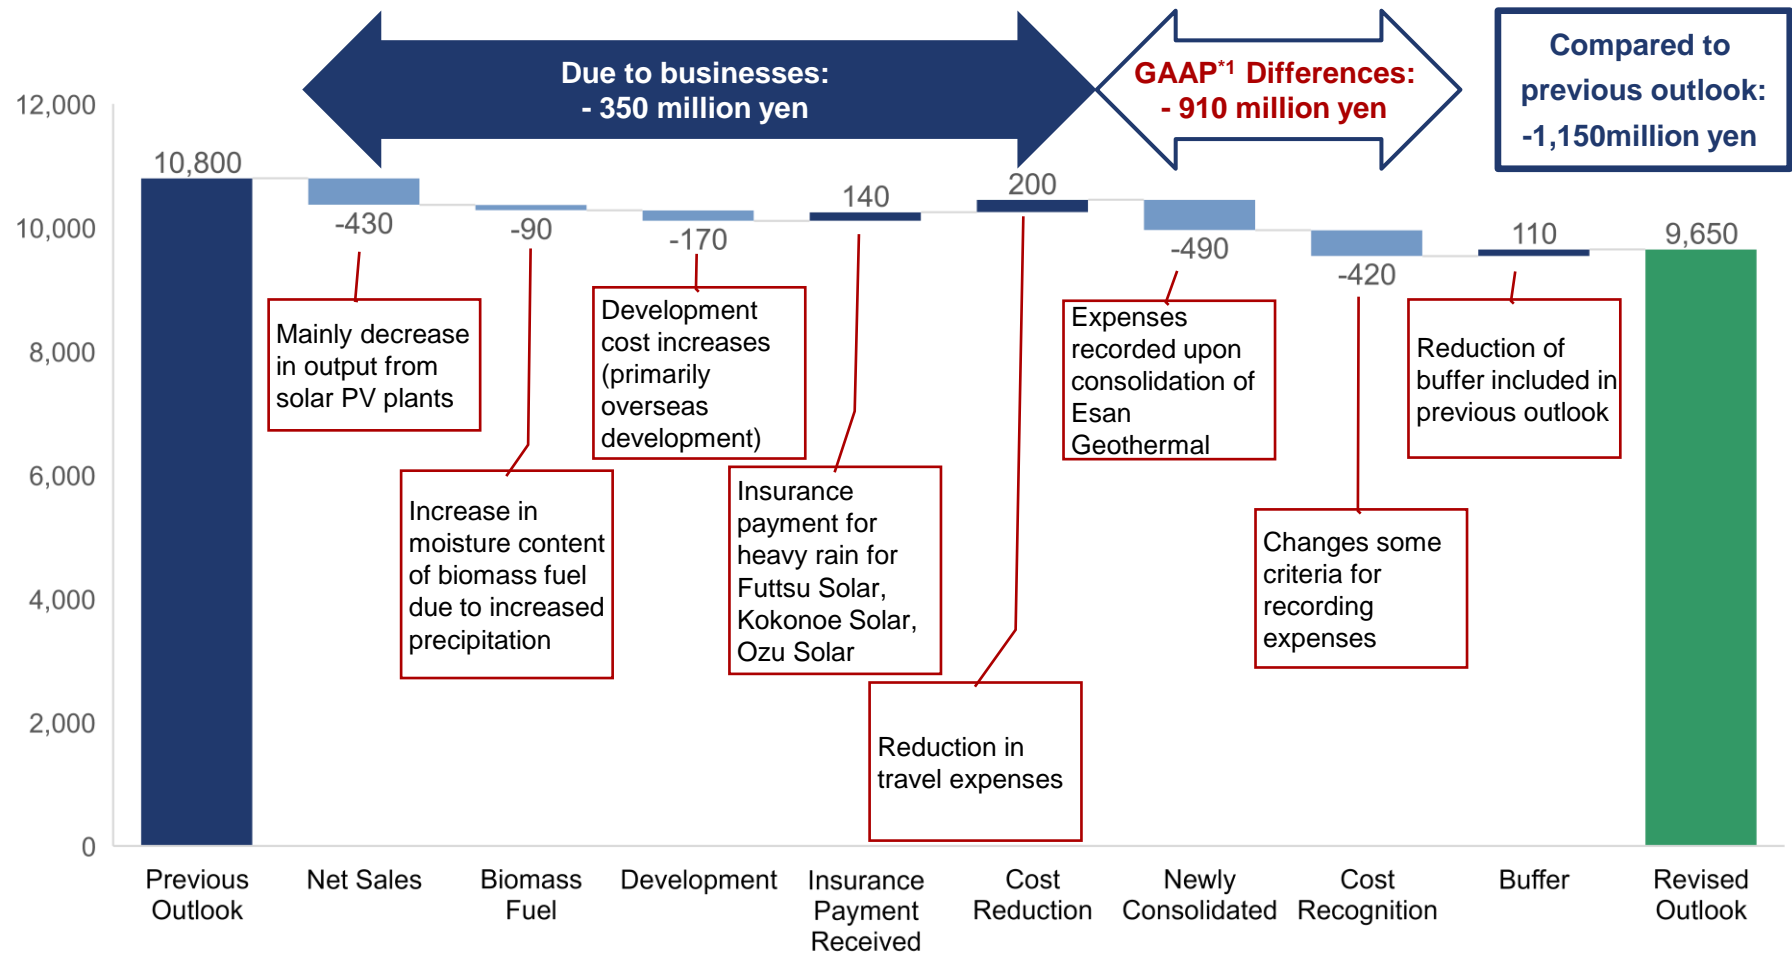 Due to businesses:
- 350 million yen
GAAP*1 Differences:
- 910 million yen
Compared to
previous outlook:
-1,150million yen
12,000
10,000
8,000
6,000
4,000
2,000
0
10,800
-430
-90
-170
140
200
-490
-420
110
9,650
Mainly decrease
in output from
solar PV plants
Increase in
moisture content
of biomass fuel
due to increased
precipitation
Development
cost increases
(primarily
overseas
development)
Insurance
payment for
heavy rain for
Futtsu Solar,
Kokonoe Solar,
Ozu Solar
Reduction in
travel expenses
Expenses
recorded upon
consolidation of
Esan
Geothermal
Changes some
criteria for
recording
expenses
Reduction of
buffer included in
previous outlook
Previous
Outlook
Net Sales
Biomass
Fuel
Development
Insurance
Payment
Received
Cost
Reduction
Newly
Consolidated
Cost
Recognition
Buffer
Revised
Outlook